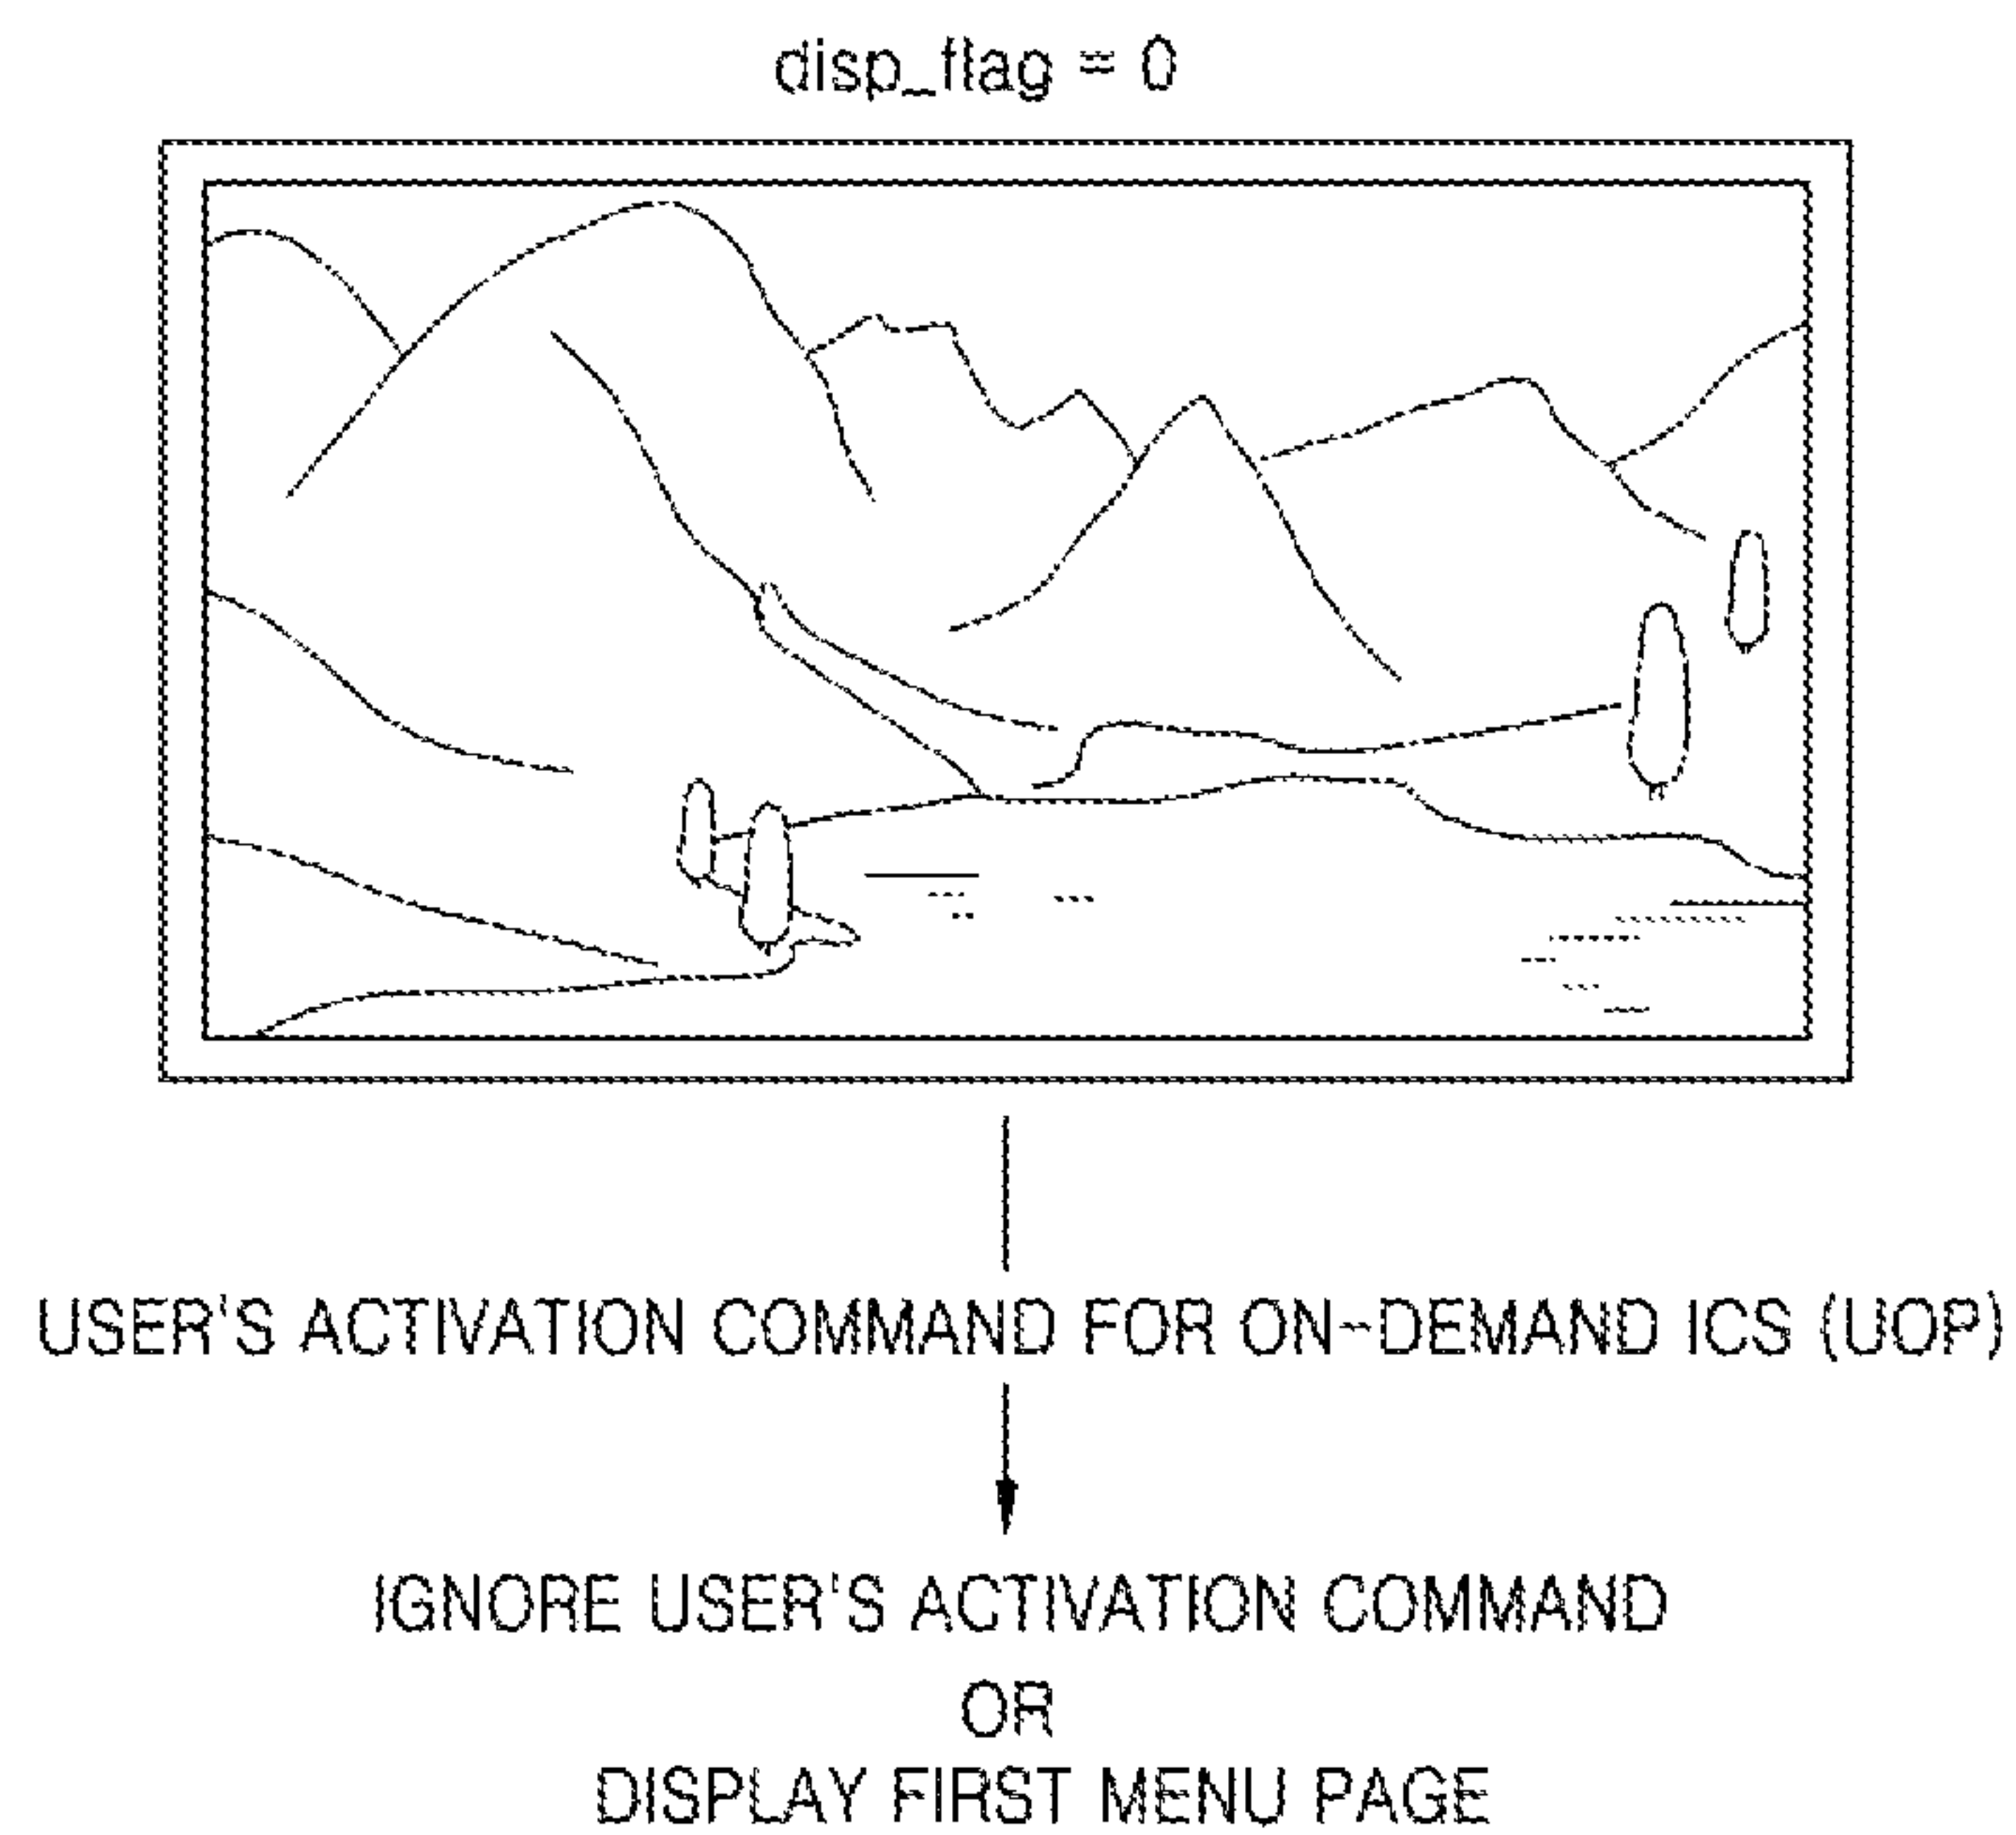 disp_flag = 0
USER'S ACTIVATION COMMAND FOR ON-DEMAND ICS (UOP)
IGNORE USER'S ACTIVATION COMMAND
OR
DISPLAY FIRST MENU PAGE